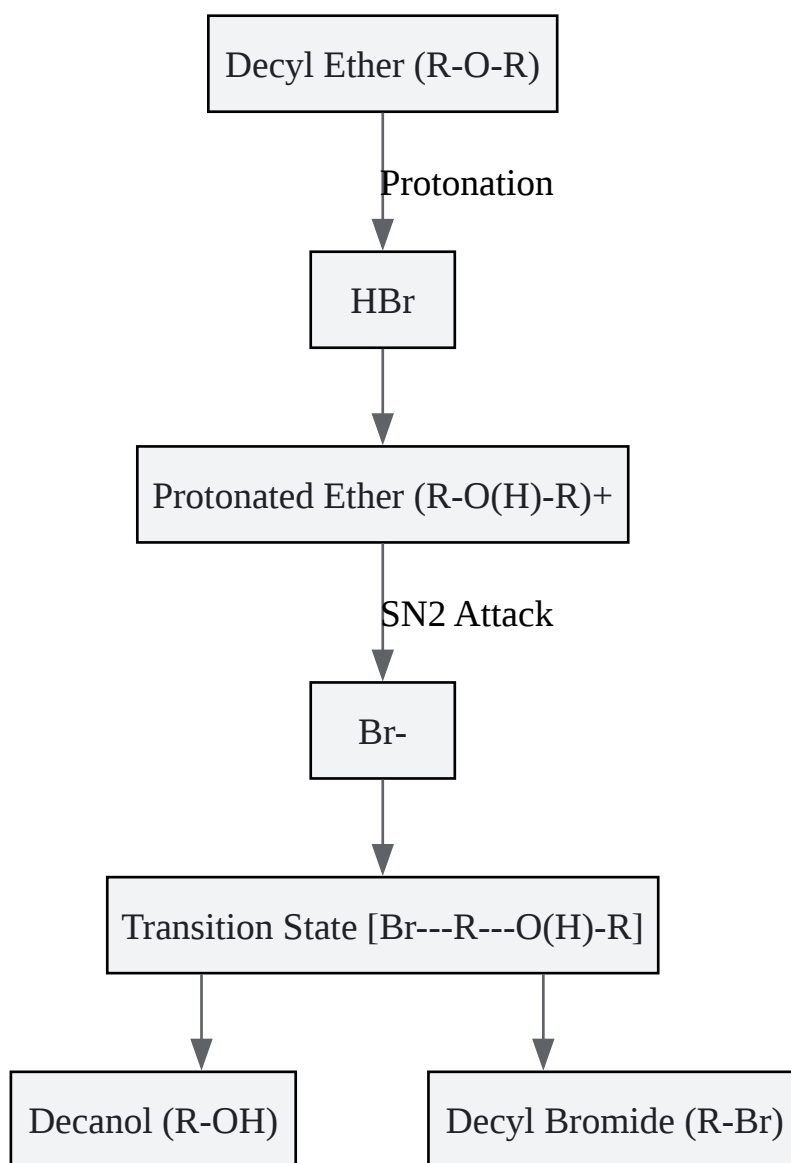 Decyl Ether (R-O-R)
Protonation
HBr
Protonated Ether (R-O(H)-R)+
SN2 Attack
Br-
Transition State [Br---R---O(H)-R]
Decanol (R-OH)
Decyl Bromide (R-Br)